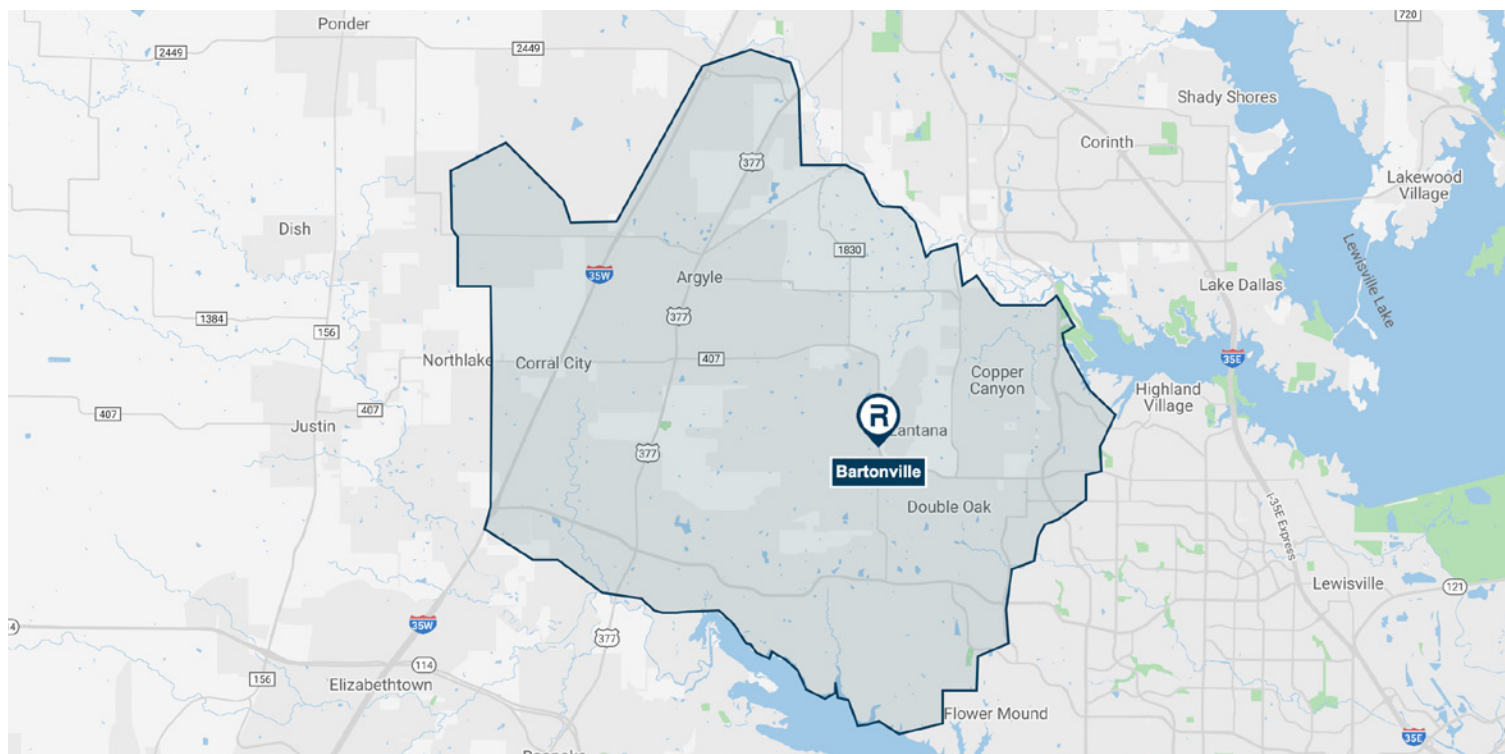 Ponder
720
2449
2449
Shady Shores
Corinth
377
Lakewood
Village
Dish
1830
35W
Argyle
Lake Dallas
Lewisville Lake
1384
156
377
Northlake
Corral City
407
35E
Copper
Canyon
Highland
Village
407
407
Justin
R
Lantana
377
Bartonville
Double Oak
I-35E Express
Lewisville
121
35W
377
114
156
Elizabethtown
Flower Mound
35E